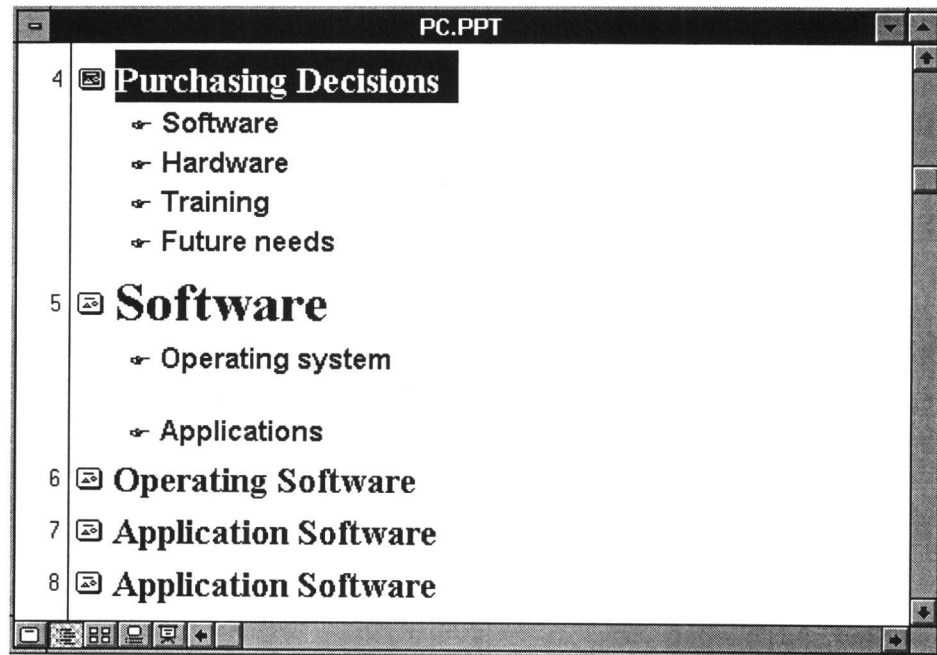 PC.PPT
4 Purchasing Decisions
☞ Software
☞ Hardware
☞ Training
☞ Future needs
5 Software
☞ Operating system
☞ Applications
6 Operating Software
7 Application Software
8 Application Software